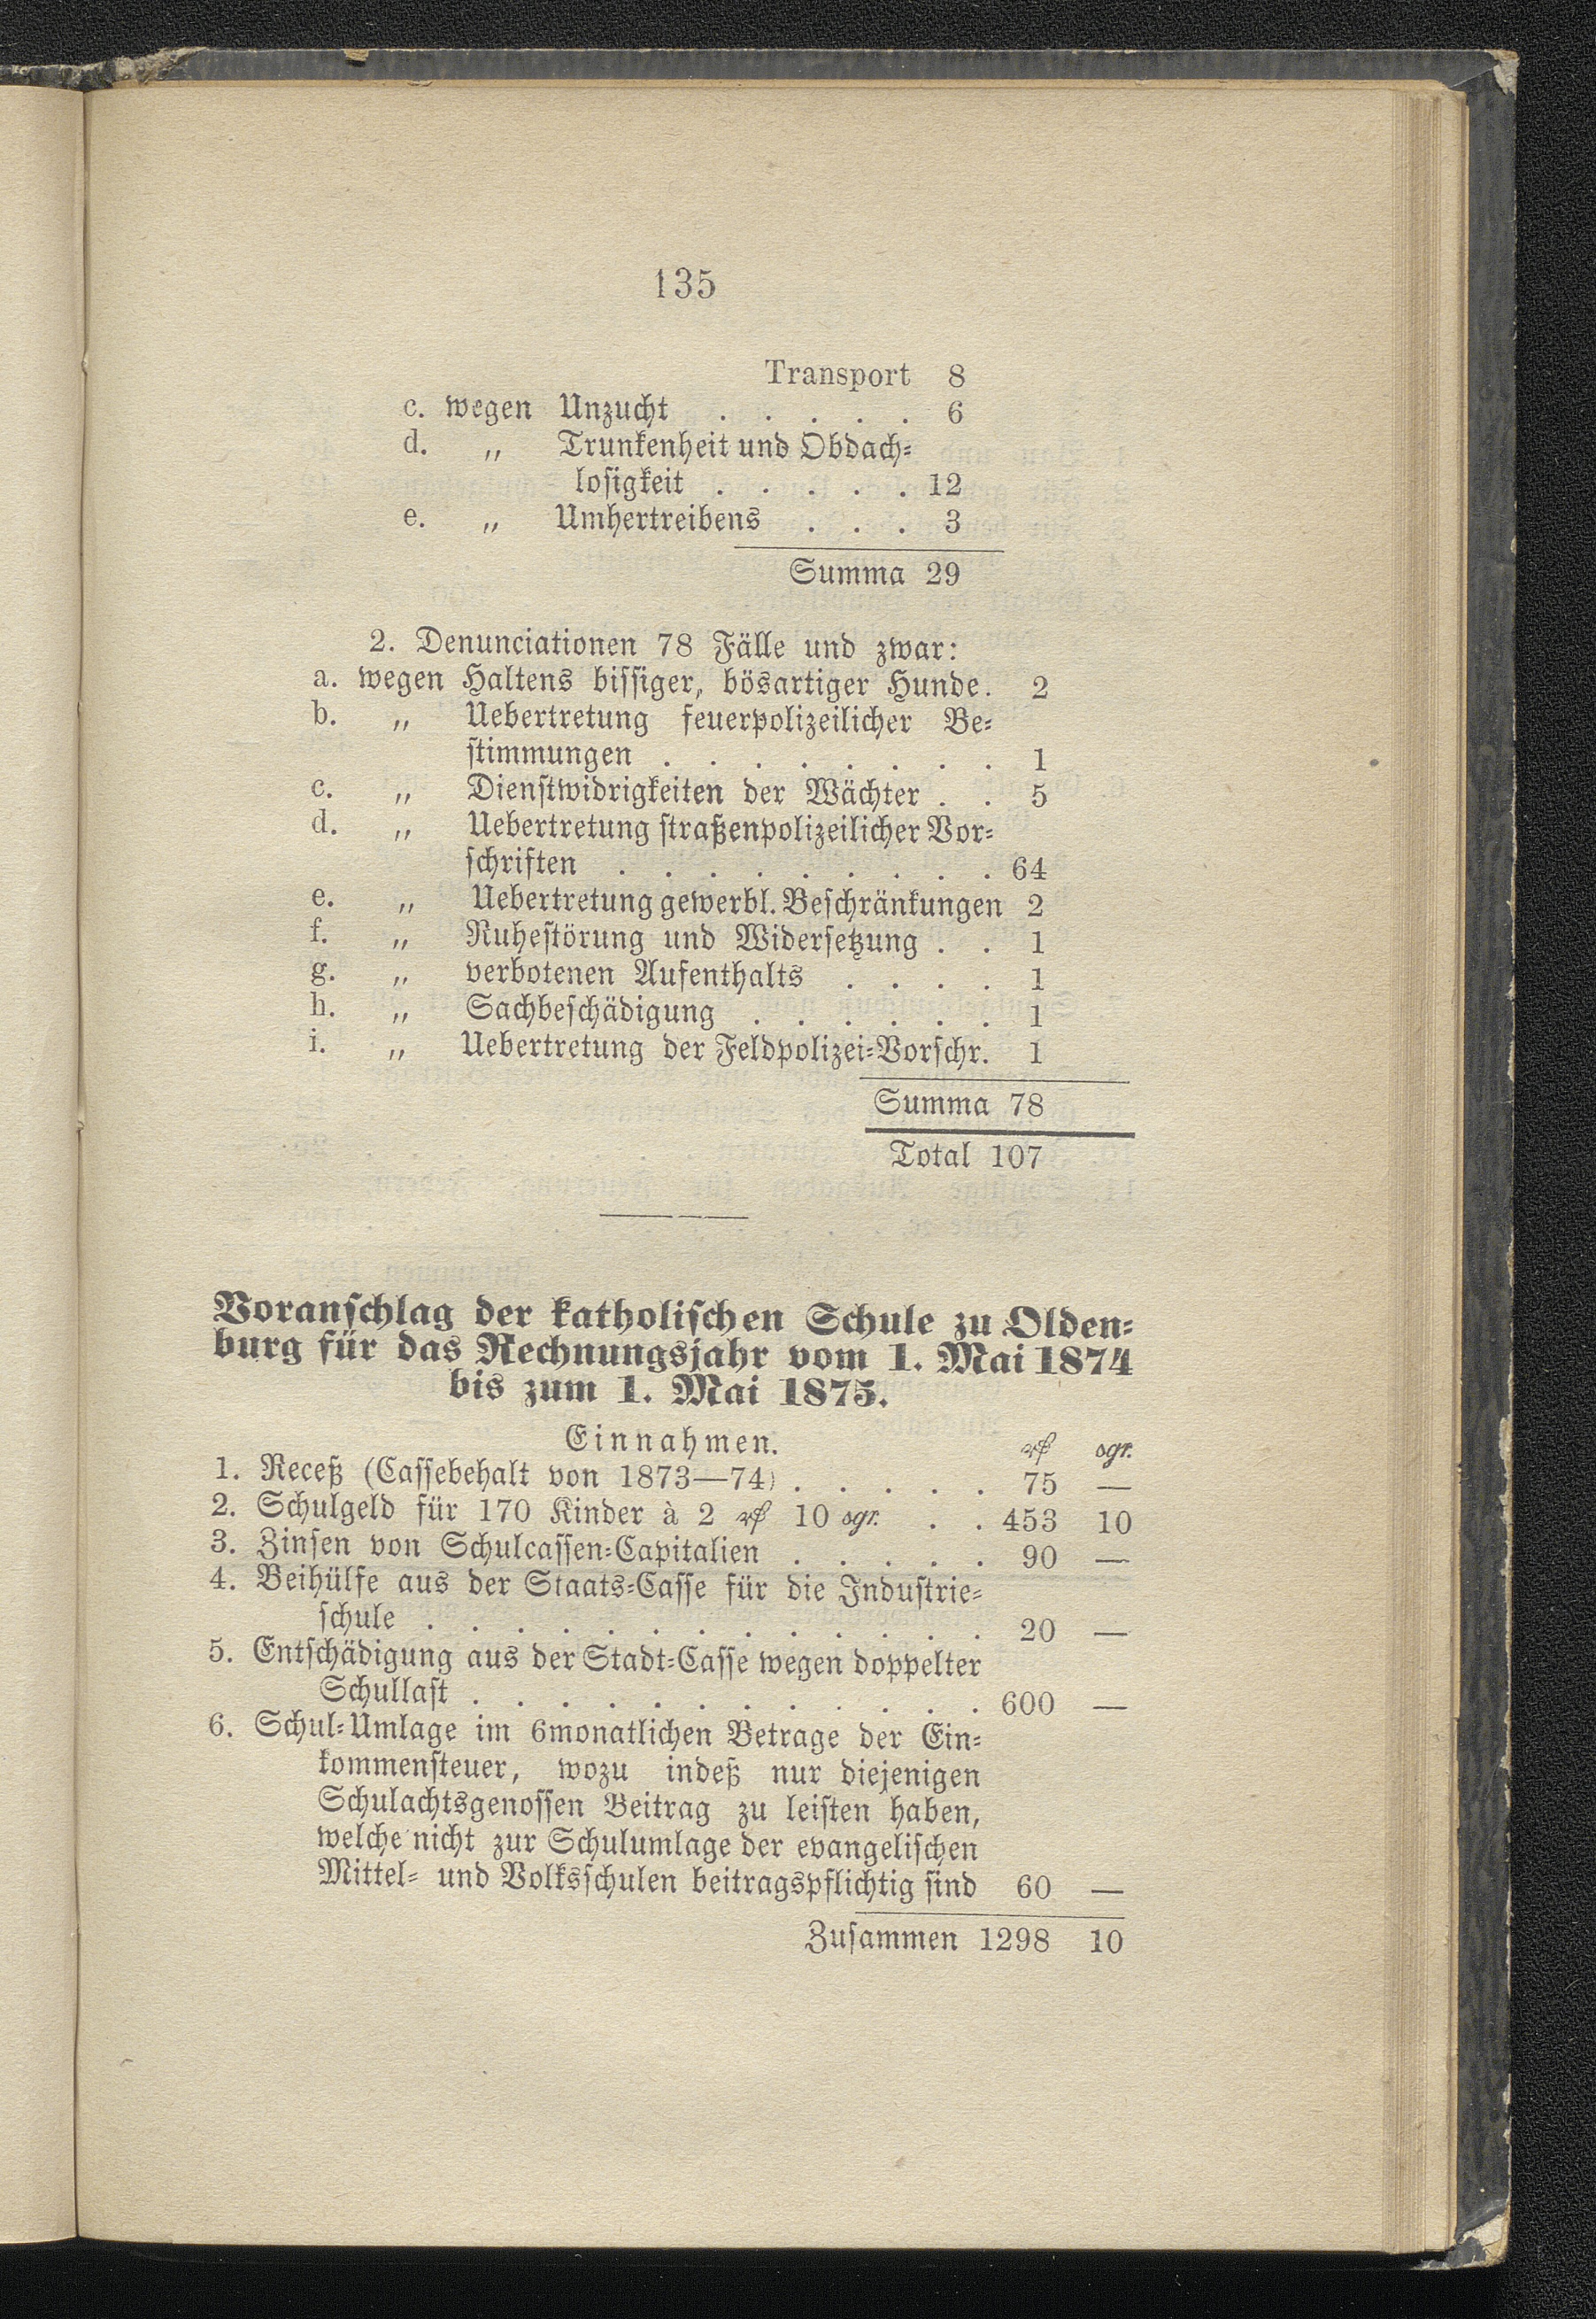 135
Transport 8
c. wegen Unzucht . . . . . 6
d. „ Trunkenheit und Obdach-
losigkeit . . . . . 12
e. „ Umhertreibens . . . 3
Summa 29
2. Denunciationen 78 Fälle und zwar:
a. wegen Haltens bissiger, bösartiger Hunde. 2
b. „ Uebertretung feuerpolizeilicher Be-
stimmungen . . . . . . . . 1
c. „ Dienstwidrigkeiten der Wächter . . 5
d. „ Uebertretung straßenpolizeilicher Vor-
schriften . . . . . . . . . 64
e. „ Uebertretung gewerbl. Beschränkungen 2
f. „ Ruhestörung und Widersetzung . . 1
g. „ verbotenen Aufenthalts . . . . 1
h. „ Sachbeschädigung . . . . . . 1
i. „ Uebertretung der Feldpolizei-Vorschr. 1
Summa 78
Total 107
Voranschlag der katholischen Schule zu Olden-
burg für das Rechnungsjahr vom 1. Mai 1874
bis zum 1. Mai 1875.
Einnahmen. ₰ sgr.
1. Receß (Cassebehalt von 1873—74) . . . . . 75 —
2. Schulgeld für 170 Kinder à 2 ₰ 10 sgr. . . 453 10
3. Zinsen von Schulcassen-Capitalien . . . . . 90 —
4. Beihülfe aus der Staats-Casse für die Industrie-
schule . . . . . . . . . . . . . 20 —
5. Entschädigung aus der Stadt-Casse wegen doppelter
Schullast . . . . . . . . . . . . 600 —
6. Schul-Umlage im 6monatlichen Betrage der Ein-
kommensteuer, wozu indeß nur diejenigen
Schulachtsgenossen Beitrag zu leisten haben,
welche nicht zur Schulumlage der evangelischen
Mittel- und Volksschulen beitragspflichtig sind 60 —
Zusammen 1298 10